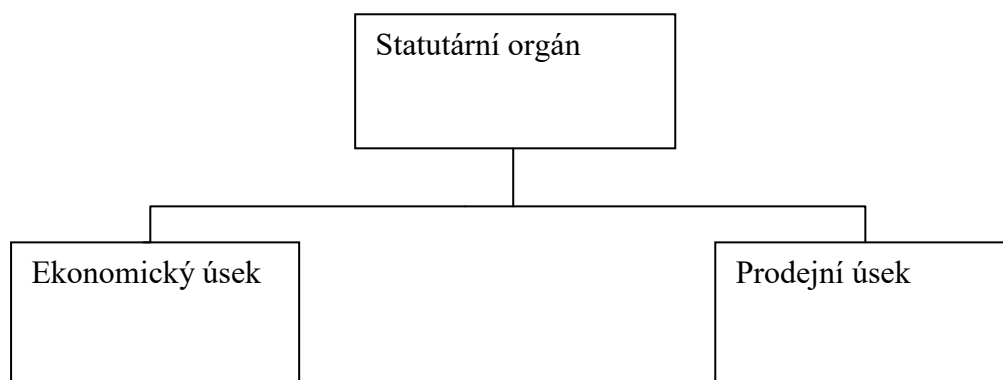 Statutární orgán
Ekonomický úsek
Prodejní úsek